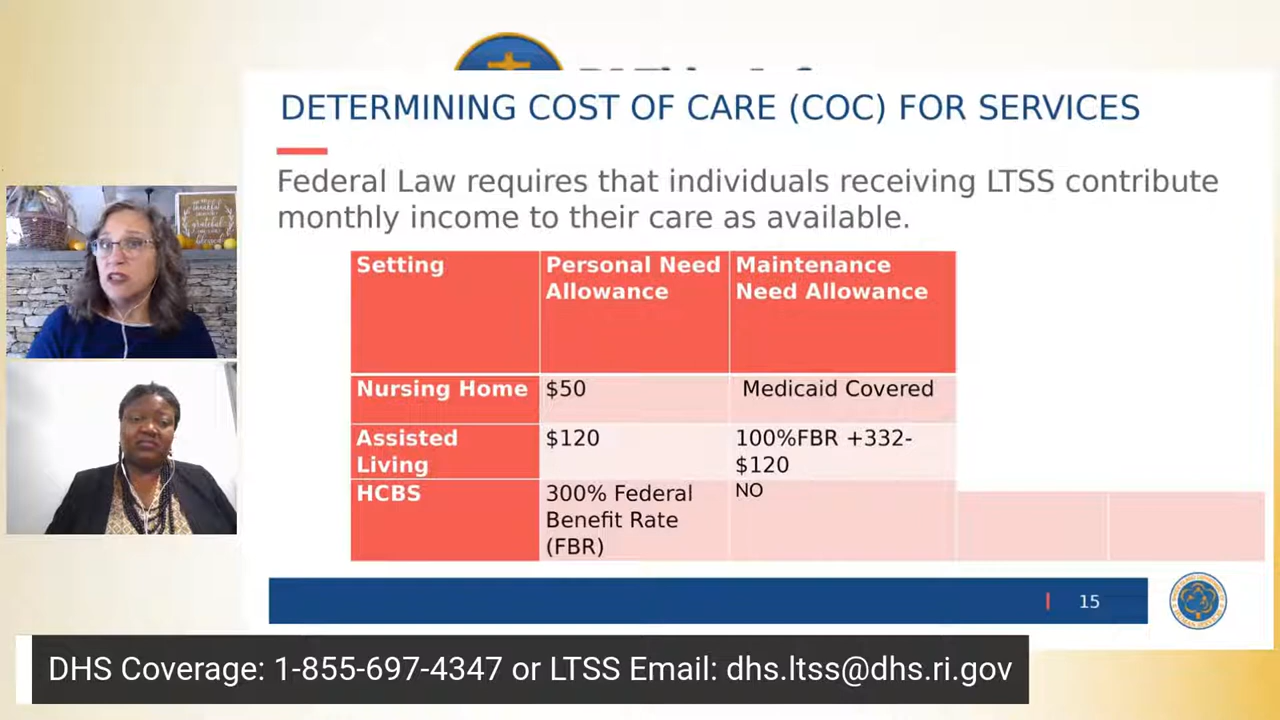 DETERMINING COST OF CARE (COC) FOR SERVICES
Federal Law requires that individuals receiving LTSS contribute
monthly income to their care as available.
Setting
Personal Need
Allowance
Maintenance
Need Allowance
Nursing Home
$50
Medicaid Covered
Assisted
Living
$120
100%FBR +332-
$120
HCBS
300% Federal
Benefit Rate
(FBR)
NO
15
DHS Coverage: 1-855-697-4347 or LTSS Email: dhs.ltss@dhs.ri.gov